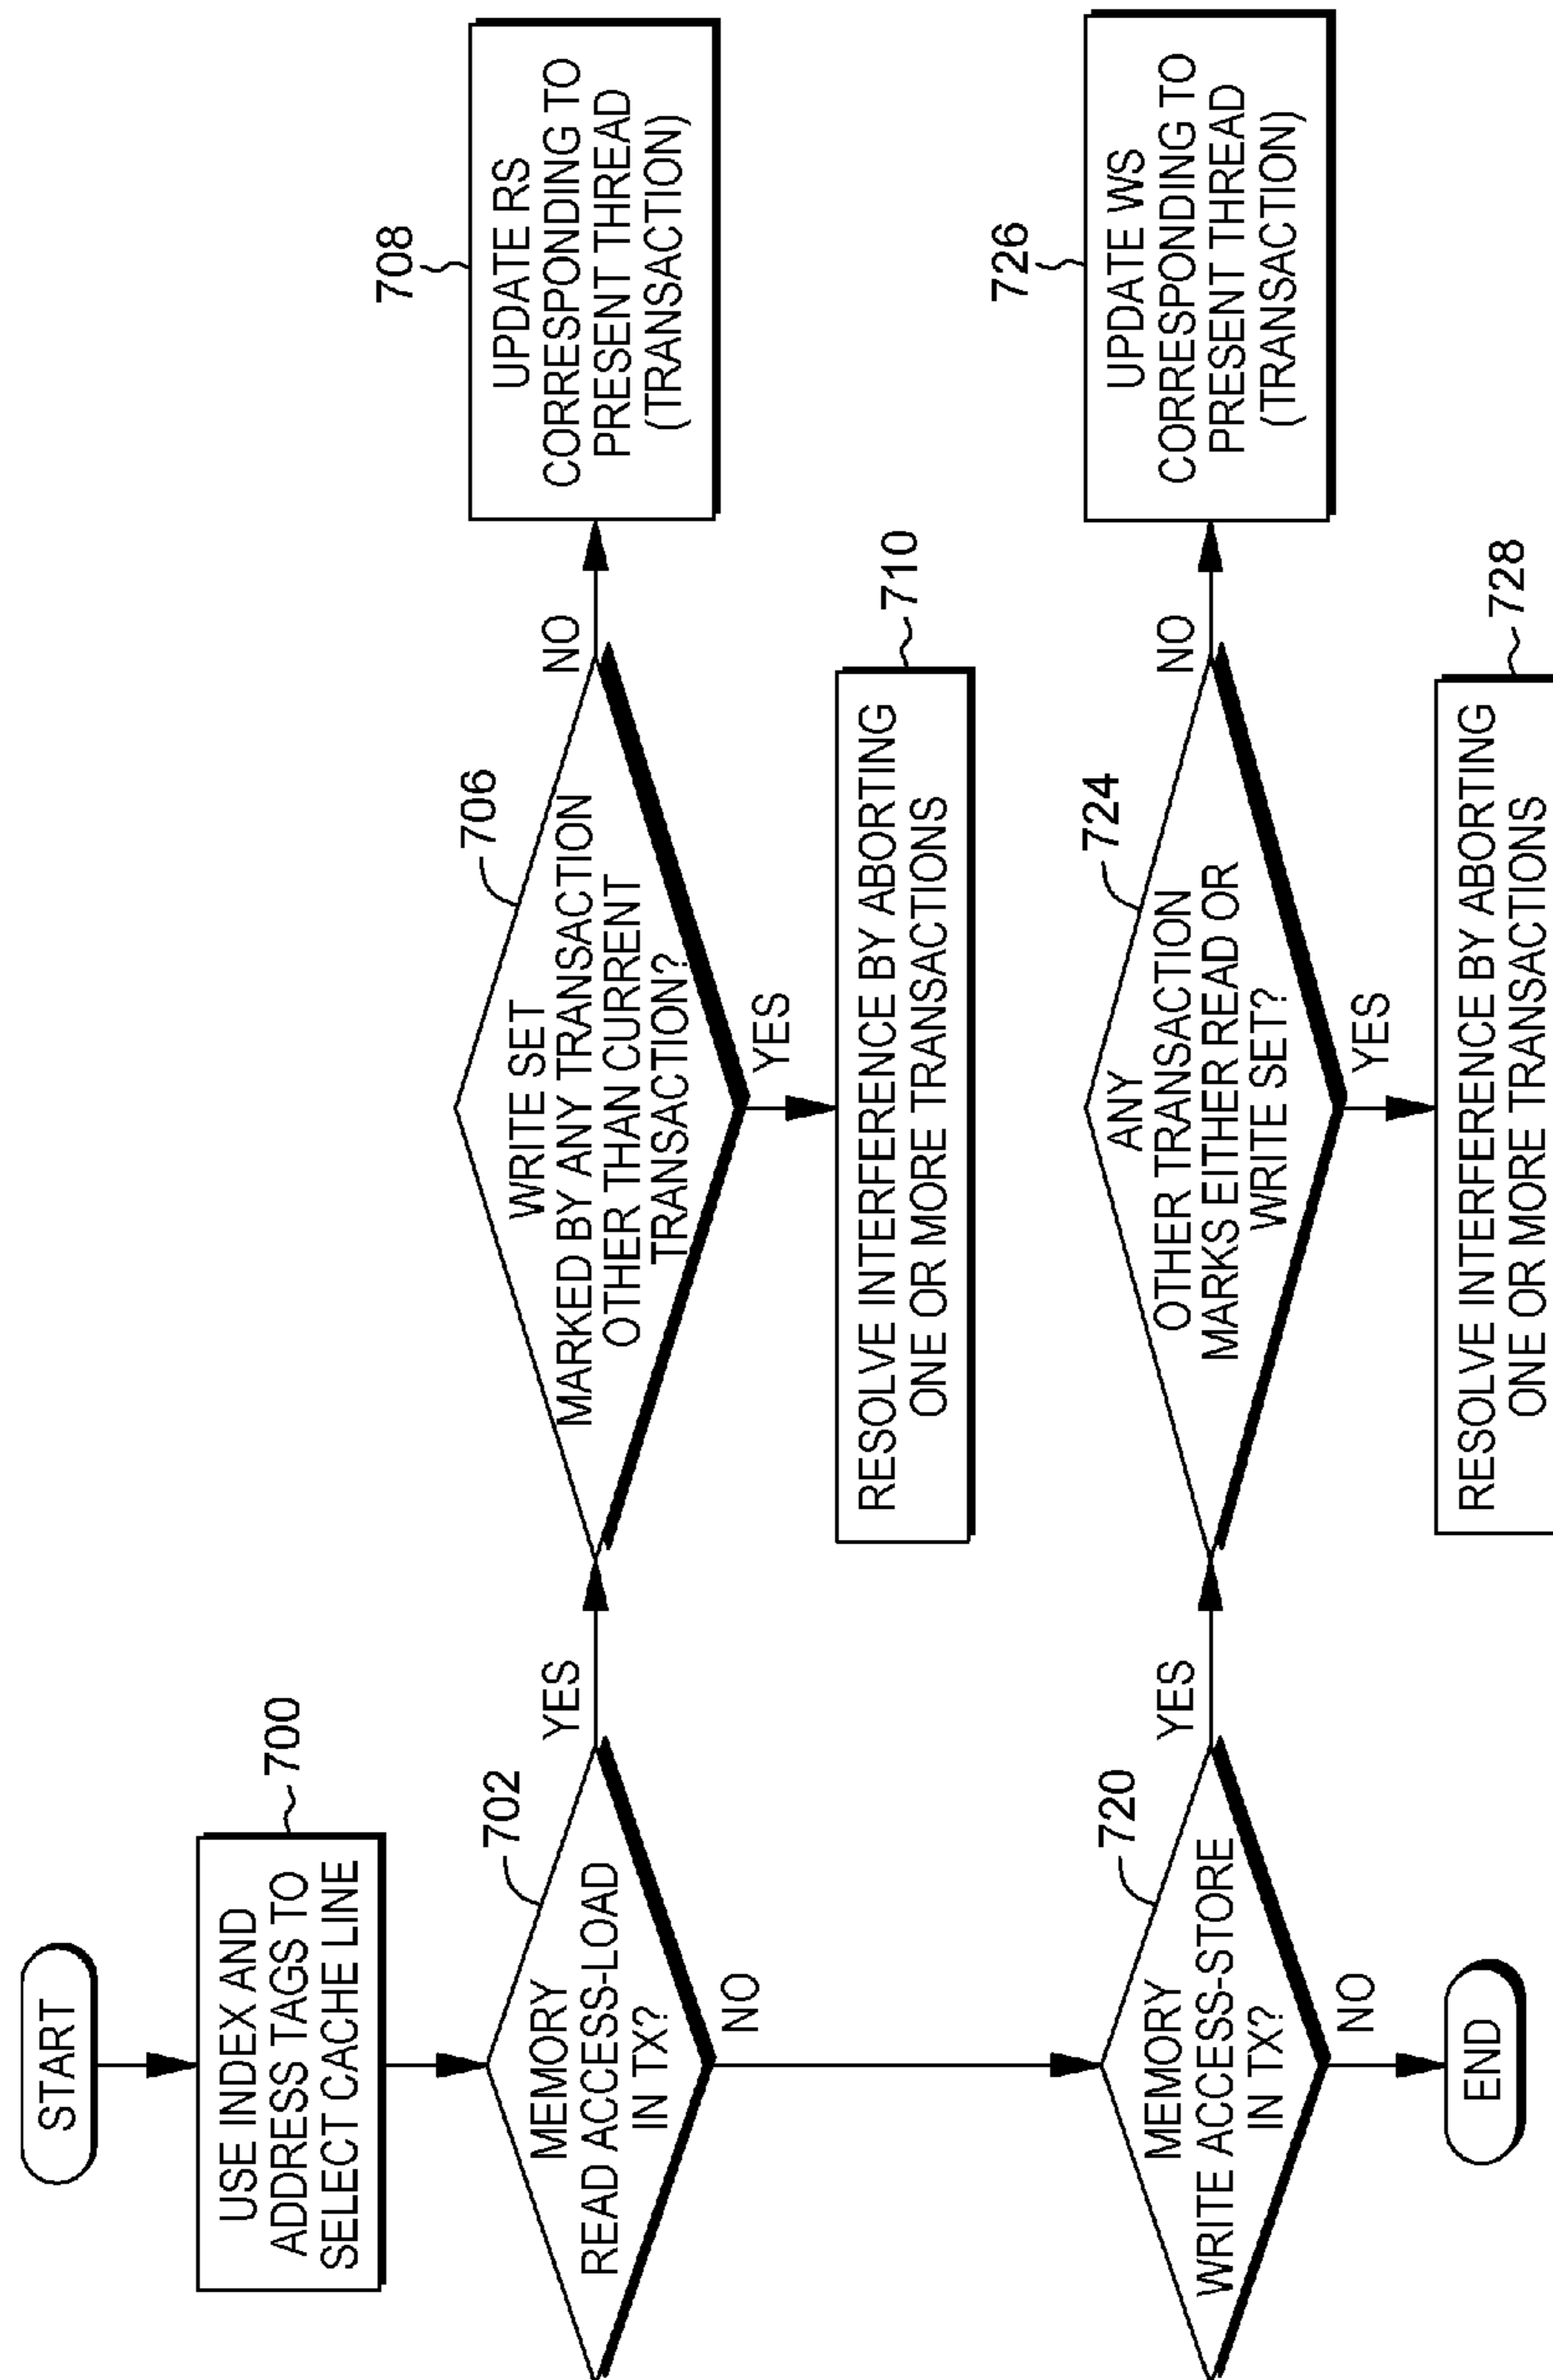 START
USE INDEX AND
ADDRESS TAGS TO
SELECT CACHE LINE
700
MEMORY
READ ACCESS-LOAD
IN TX?
702
YES
NO
WRITE SET
MARKED BY ANY TRANSACTION
OTHER THAN CURRENT
TRANSACTION?
706
NO
YES
UPDATE RS
CORRESPONDING TO
PRESENT THREAD
(TRANSACTION)
708
RESOLVE INTERFERENCE BY ABORTING
ONE OR MORE TRANSACTIONS
710
MEMORY
WRITE ACCESS-STORE
IN TX?
720
YES
NO
ANY
OTHER TRANSACTION
MARKS EITHER READ OR
WRITE SET?
724
NO
YES
UPDATE WS
CORRESPONDING TO
PRESENT THREAD
(TRANSACTION)
726
RESOLVE INTERFERENCE BY ABORTING
ONE OR MORE TRANSACTIONS
728
END